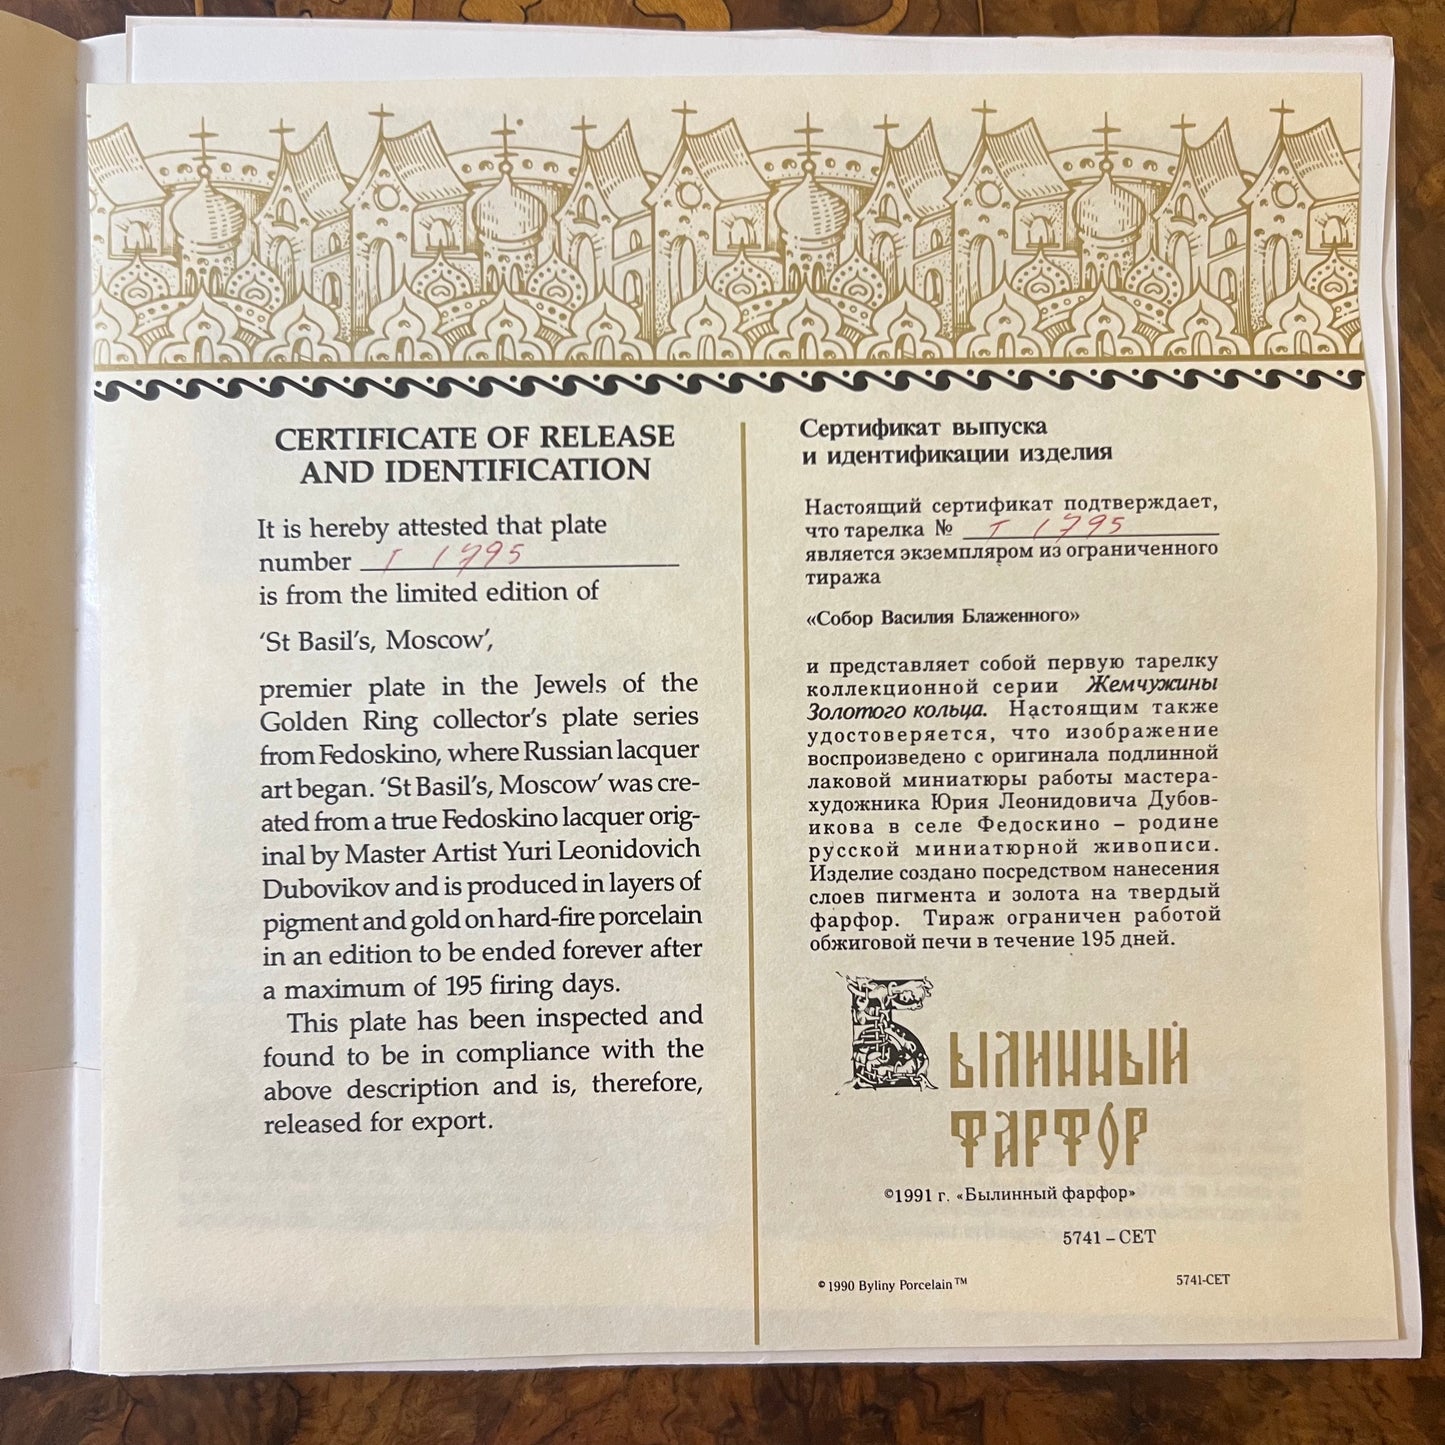 CERTIFICATE OF RELEASE
AND IDENTIFICATION
It is hereby attested that plate
number I 1795
is from the limited edition of
‘St Basil’s, Moscow’,
premier plate in the Jewels of the
Golden Ring collector’s plate series
from Fedoskino, where Russian lacquer
art began. ‘St Basil’s, Moscow’ was cre-
ated from a true Fedoskino lacquer orig-
inal by Master Artist Yuri Leonidovich
Dubovikov and is produced in layers of
pigment and gold on hard-fire porcelain
in an edition to be ended forever after
a maximum of 195 firing days.
This plate has been inspected and
found to be in compliance with the
above description and is, therefore,
released for export.
Сертификат выпуска
и идентификации изделия
Настоящий сертификат подтверждает,
что тарелка № I 1795
является экземпляром из ограниченного
тиража
«Собор Василия Блаженного»
и представляет собой первую тарелку
коллекционной серии Жемчужины
Золотого кольца. Настоящим также
удостоверяется, что изображение
воспроизведено с оригинала подлинной
лаковой миниатюры работы мастера-
художника Юрия Леонидовича Дубов-
икова в селе Федоскино – родине
русской миниатюрной живописи.
Изделие создано посредством нанесения
слоев пигмента и золота на твердый
фарфор. Тираж ограничен работой
обжиговой печи в течение 195 дней.
Былинный
Фарфор
©1991 г. «Былинный фарфор»
5741 – CET
©1990 Byliny Porcelain™ 5741-CET